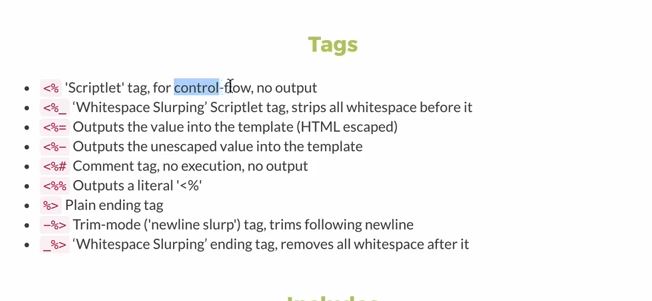 Tags
<% 'Scriptlet' tag, for control-flow, no output
<%_ ‘Whitespace Slurping’ Scriptlet tag, strips all whitespace before it
<%= Outputs the value into the template (HTML escaped)
<%- Outputs the unescaped value into the template
<%# Comment tag, no execution, no output
<%% Outputs a literal '<%'
%> Plain ending tag
-%> Trim-mode ('newline slurp') tag, trims following newline
_%> ‘Whitespace Slurping’ ending tag, removes all whitespace after it
Includes